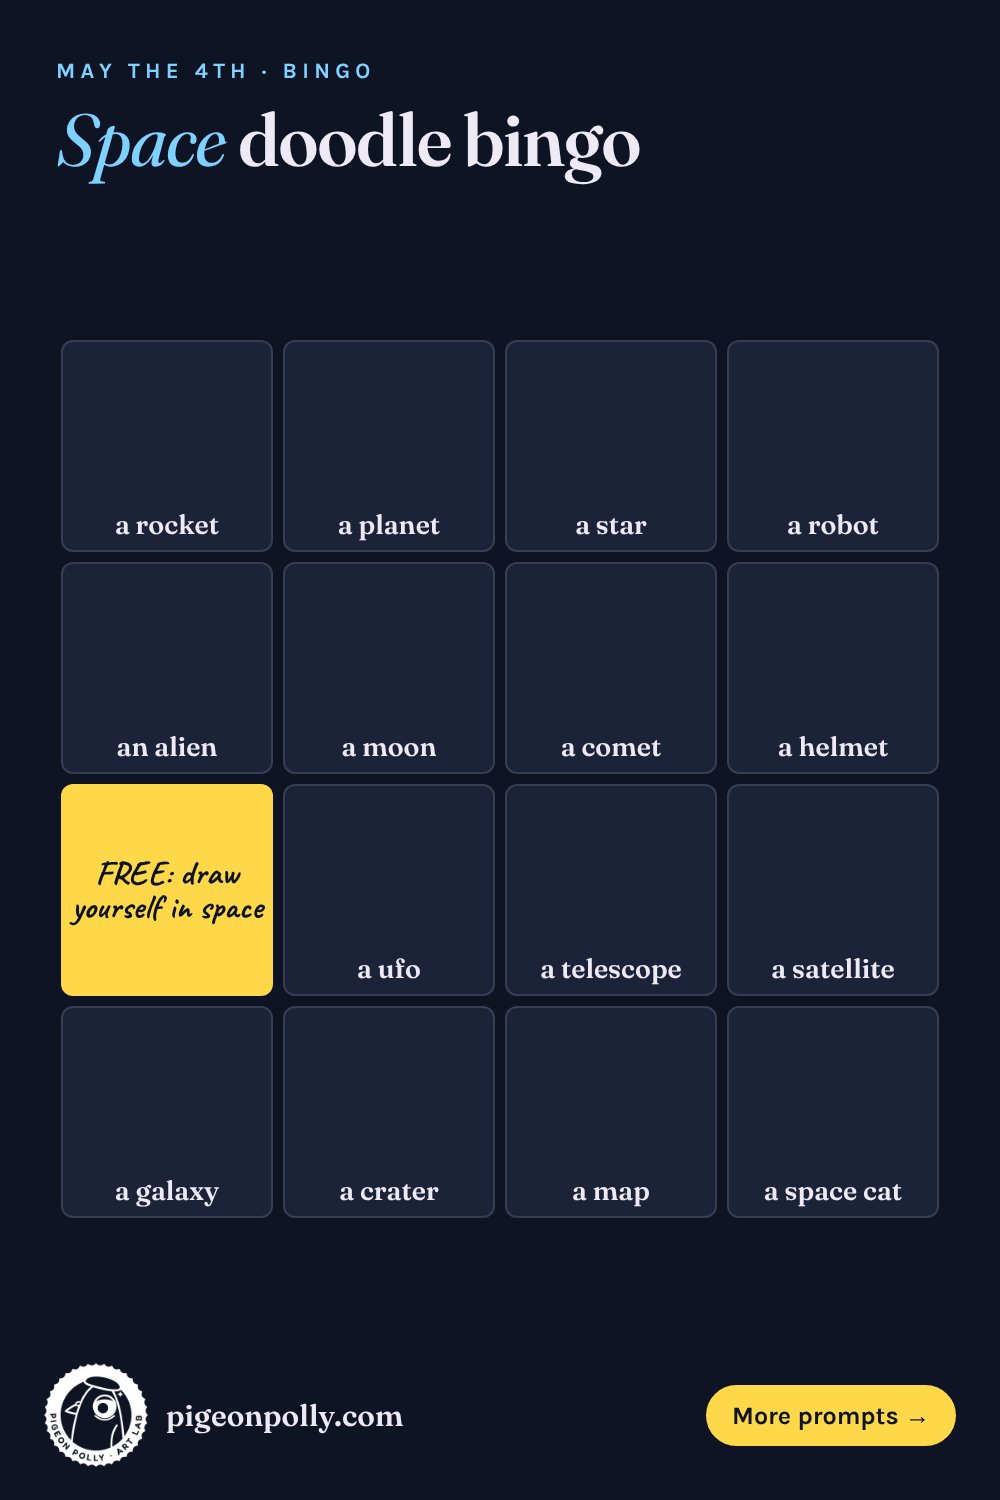 MAY THE 4TH · BINGO
Space doodle bingo
a rocket
a planet
a star
a robot
an alien
a moon
a comet
a helmet
FREE: draw
yourself in space
a ufo
a telescope
a satellite
a galaxy
a crater
a map
a space cat
PIGEON POLLY · ART LAB
pigeonpolly.com
More prompts →